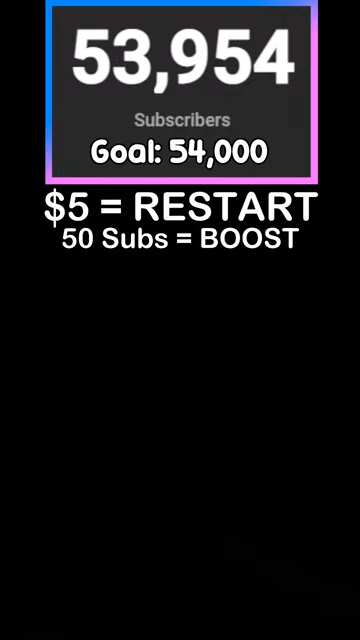 53,954
Subscribers
Goal: 54,000
$5 = RESTART
50 Subs = BOOST